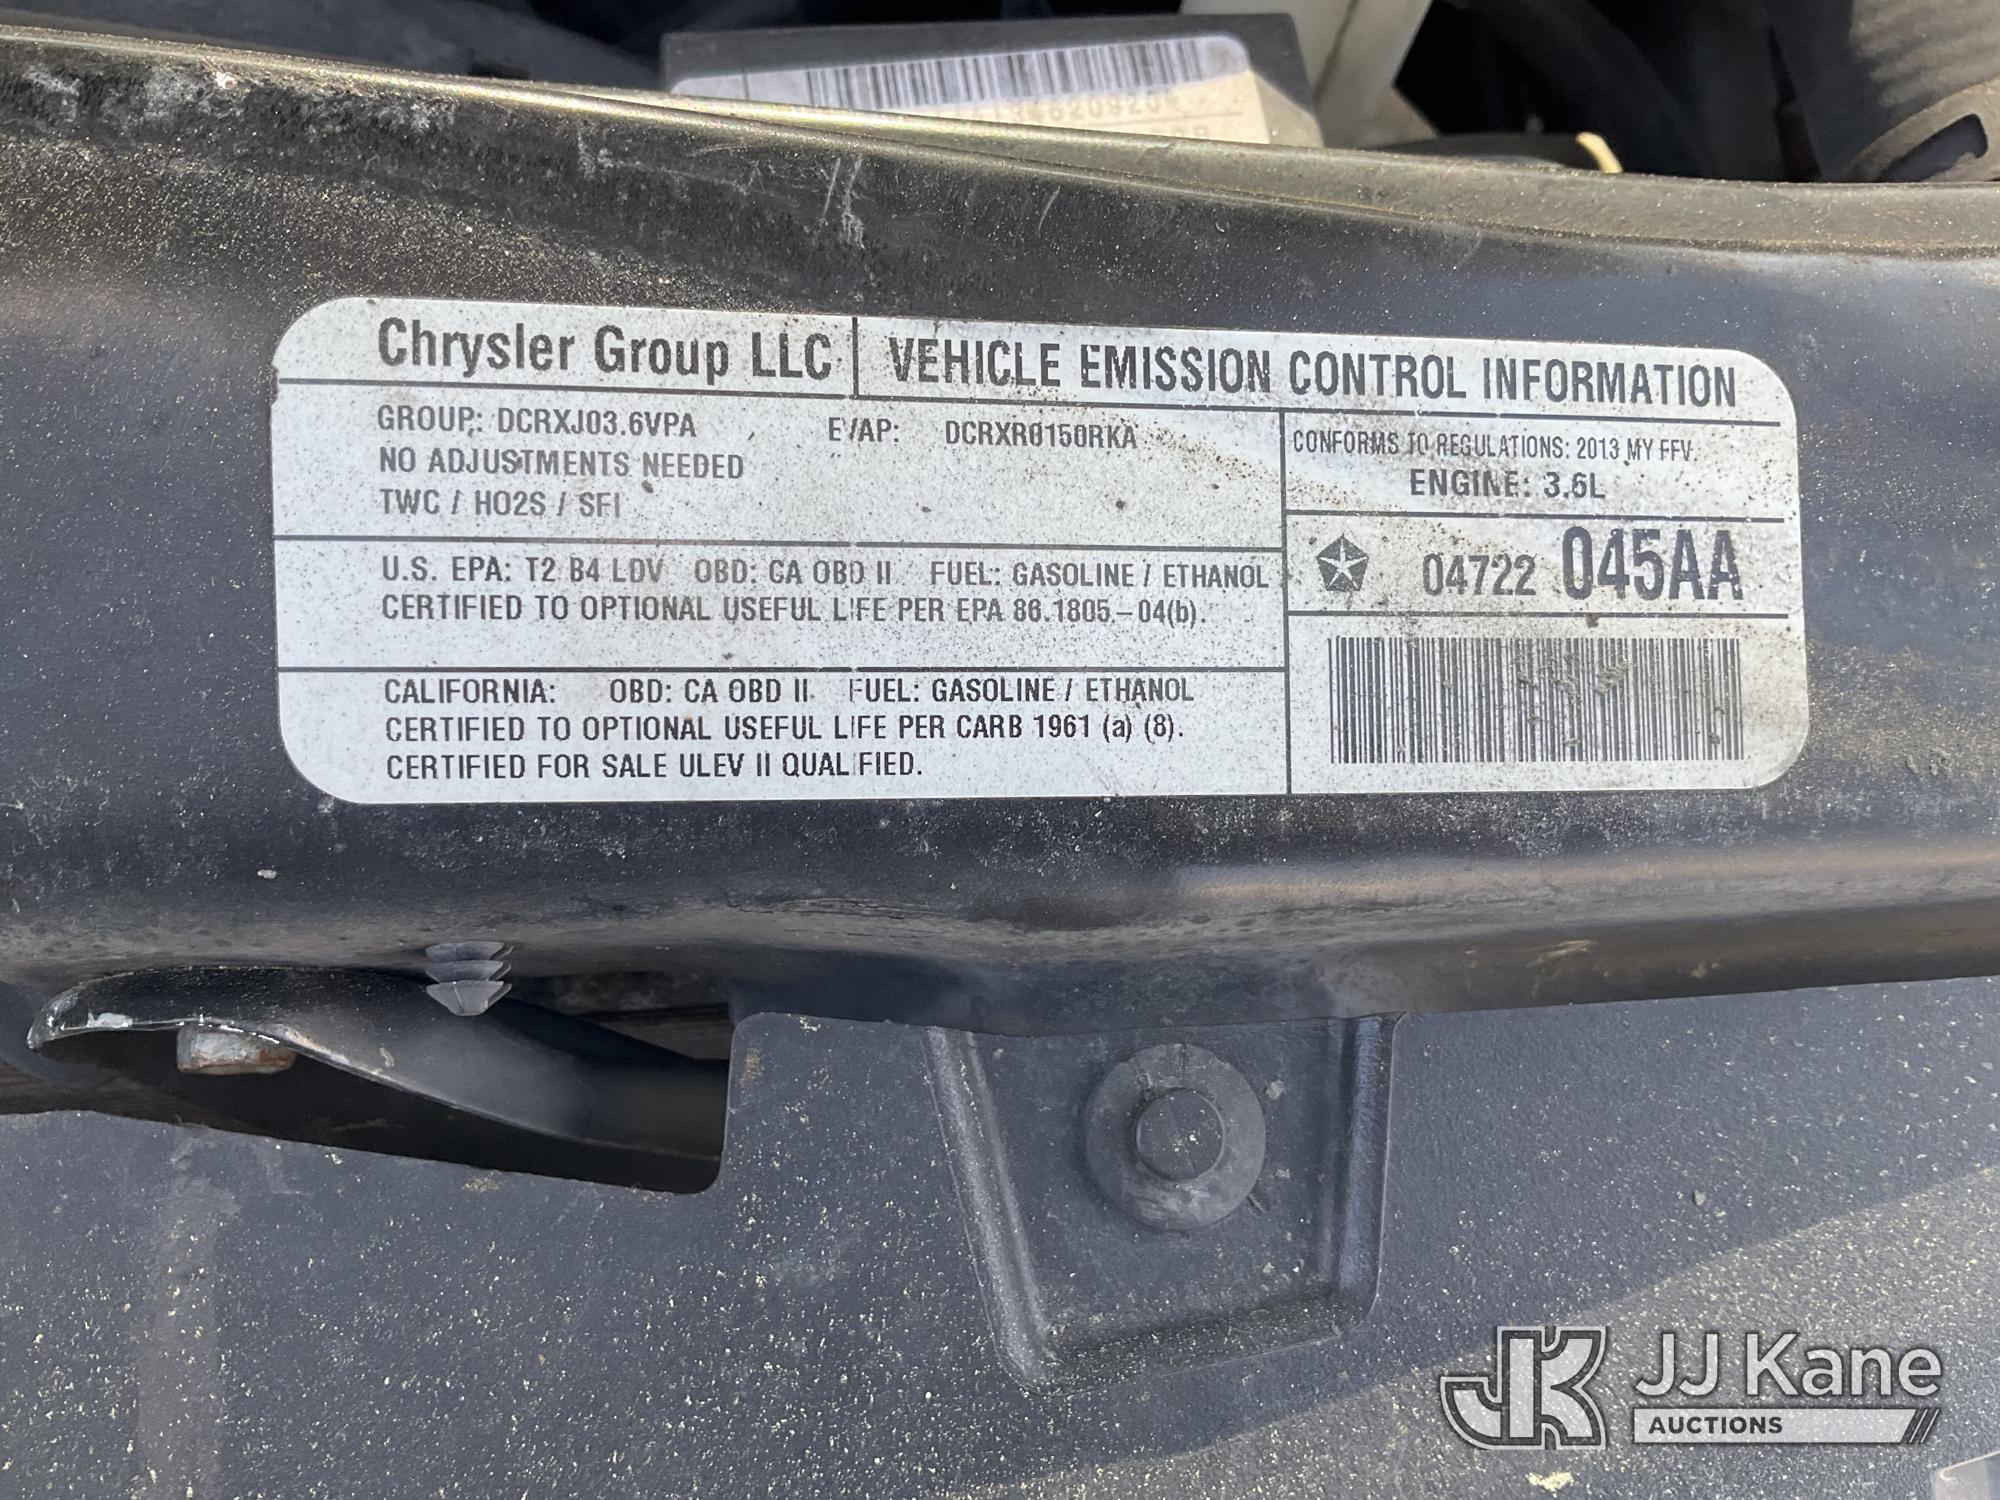 Chrysler Group LLC VEHICLE EMISSION CONTROL INFORMATION
GROUP: DCRXJ03.6VPA EVAP: DCRXR0150RKA
NO ADJUSTMENTS NEEDED
TWC / HO2S / SFI
CONFORMS TO REGULATIONS: 2013 MY FFV.
ENGINE: 3.6L
04722 045AA
U.S. EPA: T2 B4 LDV OBD: CA OBD II FUEL: GASOLINE / ETHANOL
CERTIFIED TO OPTIONAL USEFUL LIFE PER EPA 86.1805-04(b).
CALIFORNIA: OBD: CA OBD II FUEL: GASOLINE / ETHANOL
CERTIFIED TO OPTIONAL USEFUL LIFE PER CARB 1961 (a) (8).
CERTIFIED FOR SALE ULEV II QUALIFIED.
JK JJ Kane
AUCTIONS